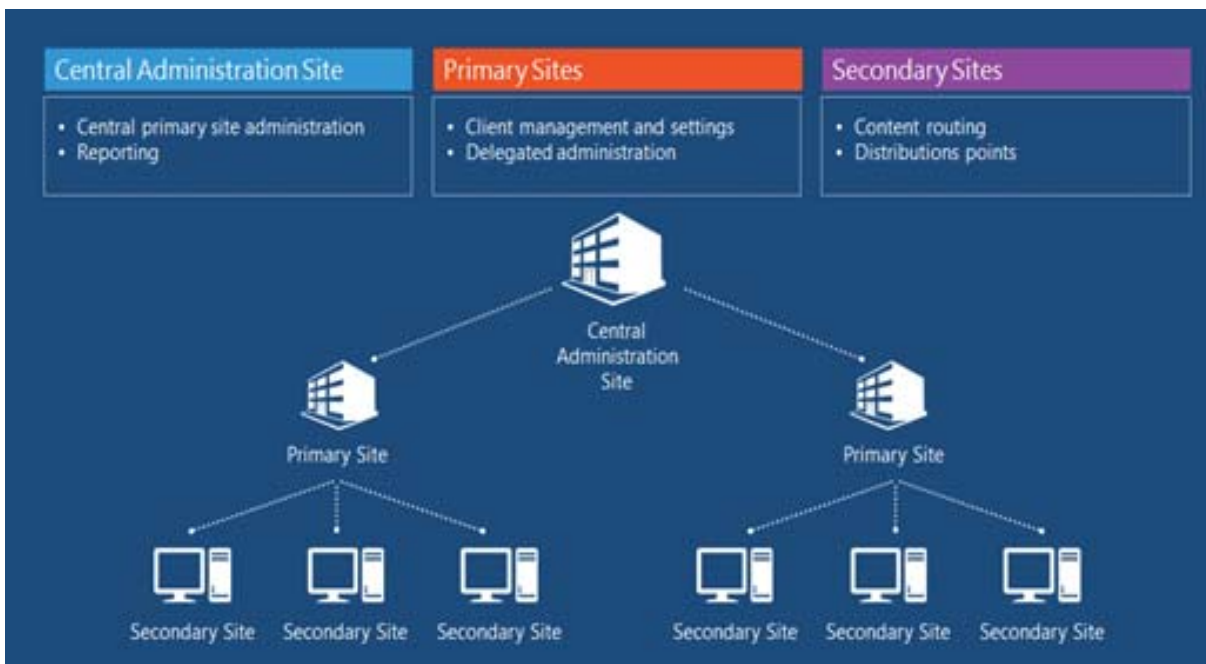 Central Administration Site
• Central primary site administration
• Reporting
Primary Sites
• Client management and settings
• Delegated administration
Secondary Sites
• Content routing
• Distributions points
Central
Administration
Site
Primary Site
Primary Site
Secondary Site
Secondary Site
Secondary Site
Secondary Site
Secondary Site
Secondary Site